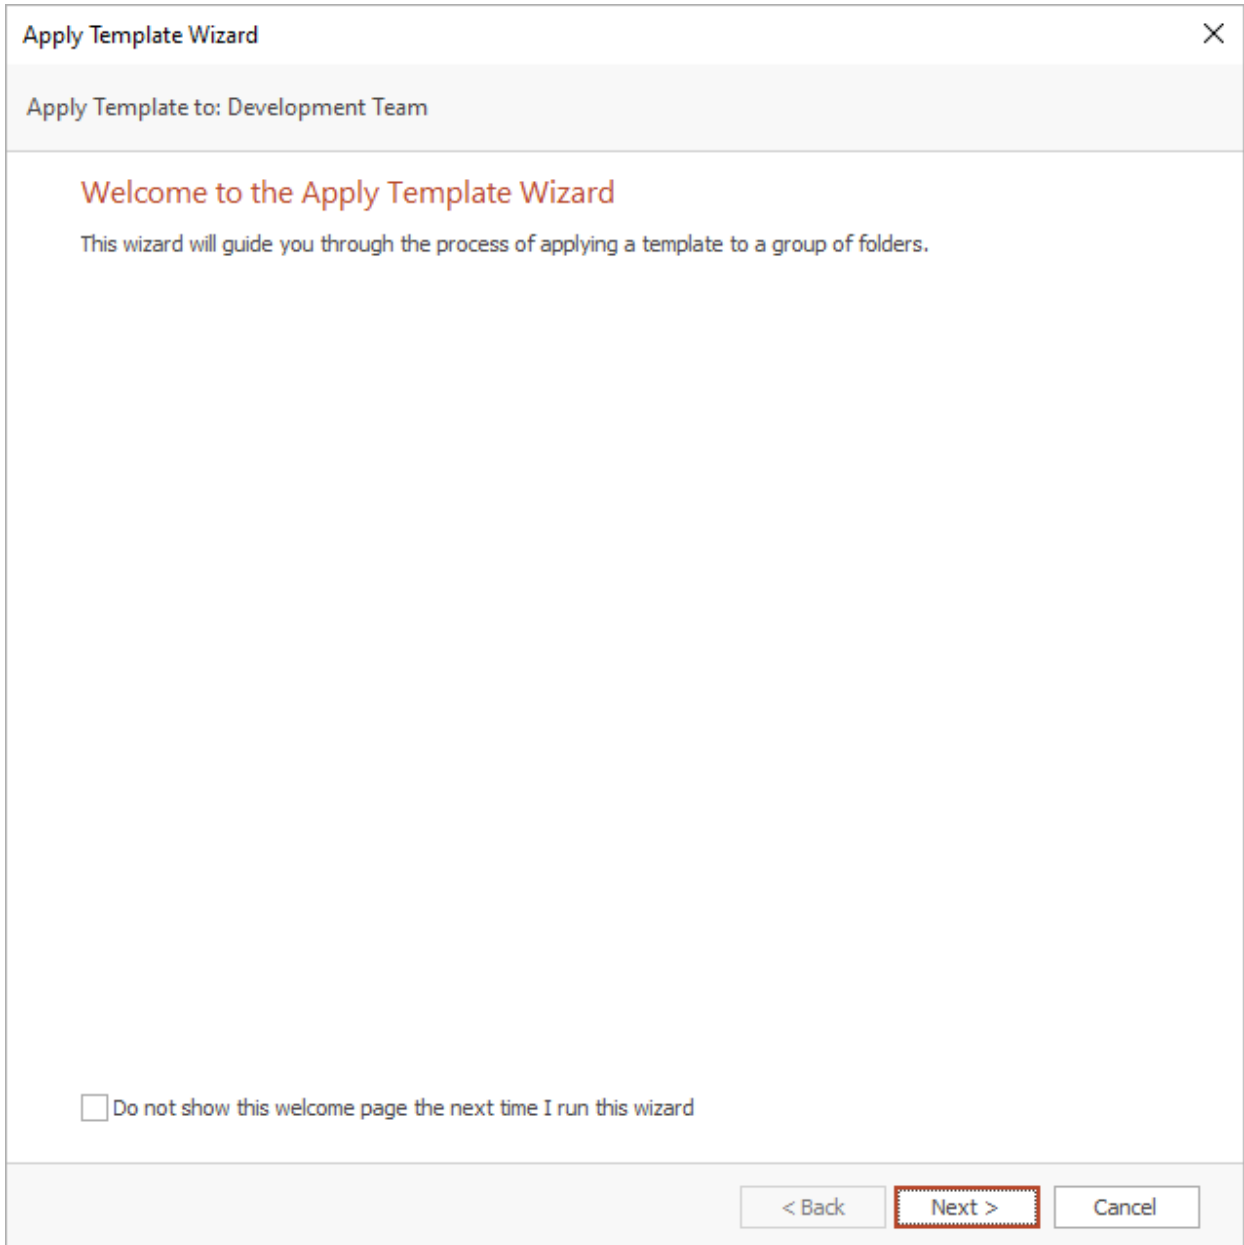 Apply Template Wizard
Apply Template to: Development Team
Welcome to the Apply Template Wizard
This wizard will guide you through the process of applying a template to a group of folders.
Do not show this welcome page the next time I run this wizard
< Back Next > Cancel